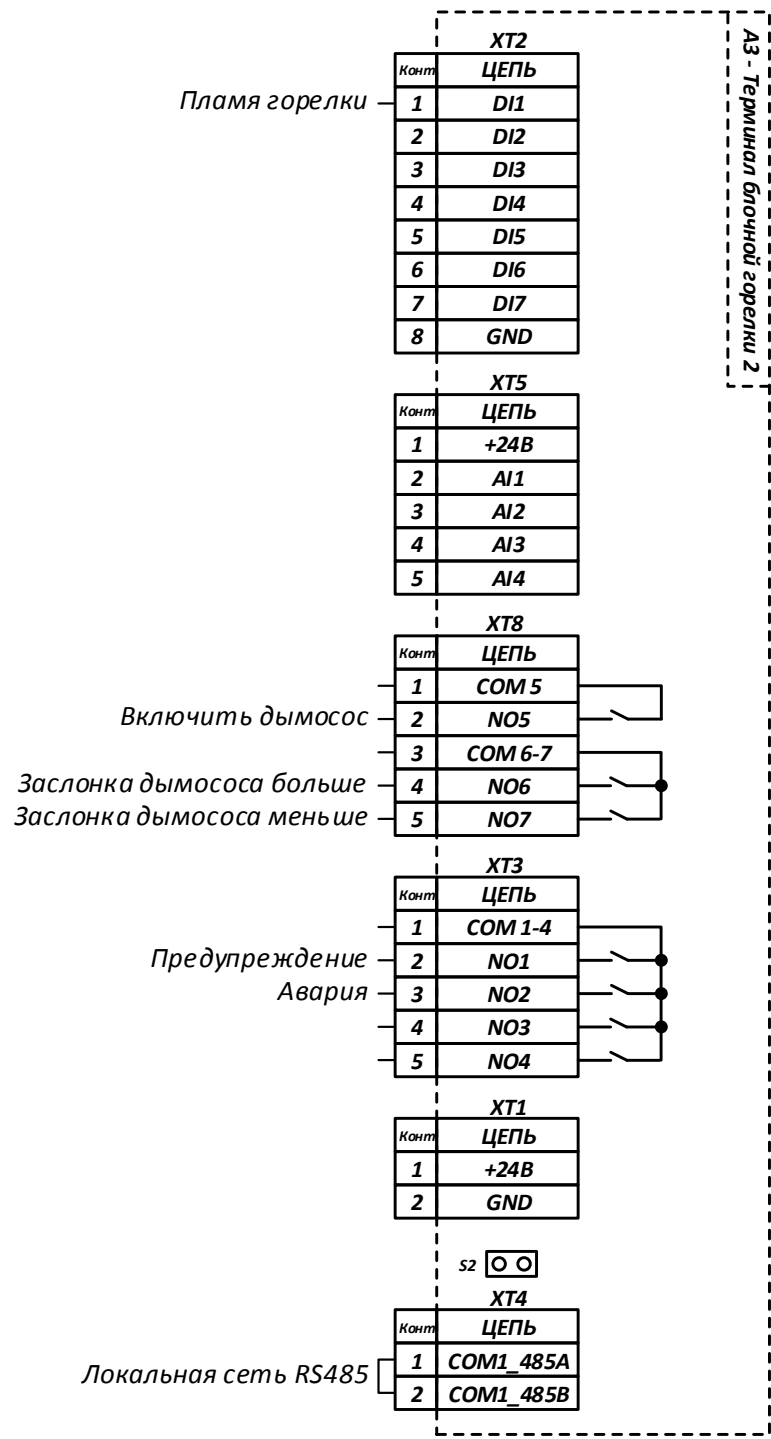 А3 - Терминал блочной горелки 2
XT2
Конт ЦЕПЬ
Пламя горелки 1 DI1
2 DI2
3 DI3
4 DI4
5 DI5
6 DI6
7 DI7
8 GND
XT5
Конт ЦЕПЬ
1 +24В
2 AI1
3 AI2
4 AI3
5 AI4
XT8
Конт ЦЕПЬ
1 COM 5
Включить дымосос 2 NO5
3 COM 6-7
Заслонка дымососа больше 4 NO6
Заслонка дымососа меньше 5 NO7
XT3
Конт ЦЕПЬ
1 COM 1-4
Предупреждение 2 NO1
Авария 3 NO2
4 NO3
5 NO4
XT1
Конт ЦЕПЬ
1 +24В
2 GND
S2
XT4
Конт ЦЕПЬ
Локальная сеть RS485 1 COM1_485A
2 COM1_485B